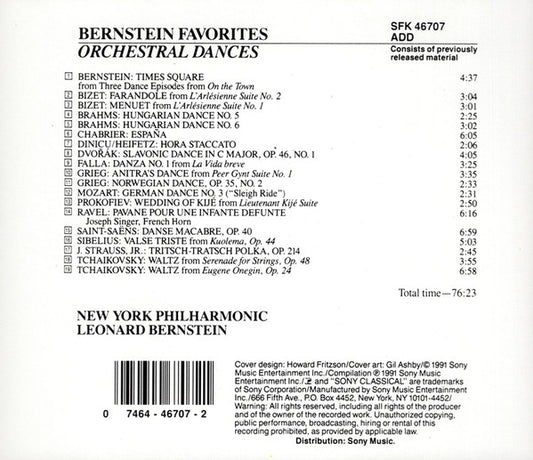 BERNSTEIN FAVORITES
ORCHESTRAL DANCES
SFK 46707
ADD
Consists of previously
released material
1 BERNSTEIN: TIMES SQUARE 4:37
from Three Dance Episodes from On the Town
2 BIZET: FARANDOLE from L'Arlésienne Suite No. 2 3:04
3 BIZET: MENUET from L'Arlésienne Suite No. 1 3:01
4 BRAHMS: HUNGARIAN DANCE NO. 5 2:25
5 BRAHMS: HUNGARIAN DANCE NO. 6 3:02
6 CHABRIER: ESPAÑA 6:05
7 DINICU/HEIFETZ: HORA STACCATO 2:06
8 DVOŘÁK: SLAVONIC DANCE IN C MAJOR, OP. 46, NO. 1 4:05
9 FALLA: DANZA NO. 1 from La Vida breve 3:25
10 GRIEG: ANITRA'S DANCE from Peer Gynt Suite No. 1 3:35
11 GRIEG: NORWEGIAN DANCE, OP. 35, NO. 2 2:33
12 MOZART: GERMAN DANCE NO. 3 ("Sleigh Ride") 2:31
13 PROKOFIEV: WEDDING OF KIJÉ from Lieutenant Kijé Suite 2:50
14 RAVEL: PAVANE POUR UNE INFANTE DEFUNTE 6:16
Joseph Singer, French Horn
15 SAINT-SAËNS: DANSE MACABRE, OP. 40 6:59
16 SIBELIUS: VALSE TRISTE from Kuolema, Op. 44 5:03
17 J. STRAUSS, JR.: TRITSCH-TRATSCH POLKA, OP. 214 2:45
18 TCHAIKOVSKY: WALTZ from Serenade for Strings, Op. 48 3:55
19 TCHAIKOVSKY: WALTZ from Eugene Onegin, Op. 24 6:58
Total time—76:23
NEW YORK PHILHARMONIC
LEONARD BERNSTEIN
0 7464-46707-2
Cover design: Howard Fritzson/Cover art: Gil Ashby/© 1991 Sony
Music Entertainment Inc./Compilation ℗ 1991 Sony Music
Entertainment Inc./ and "SONY CLASSICAL" are trademarks
of Sony Corporation/Manufactured by Sony Music Entertainment
Inc./666 Fifth Ave., P.O. Box 4452, New York, NY 10101-4452/
Warning: All rights reserved, including all rights of the producer
and of the owner of the recorded work. Unauthorized copying,
public performance, broadcasting, hiring or rental of this
recording prohibited, as provided by applicable law.
Distribution: Sony Music.